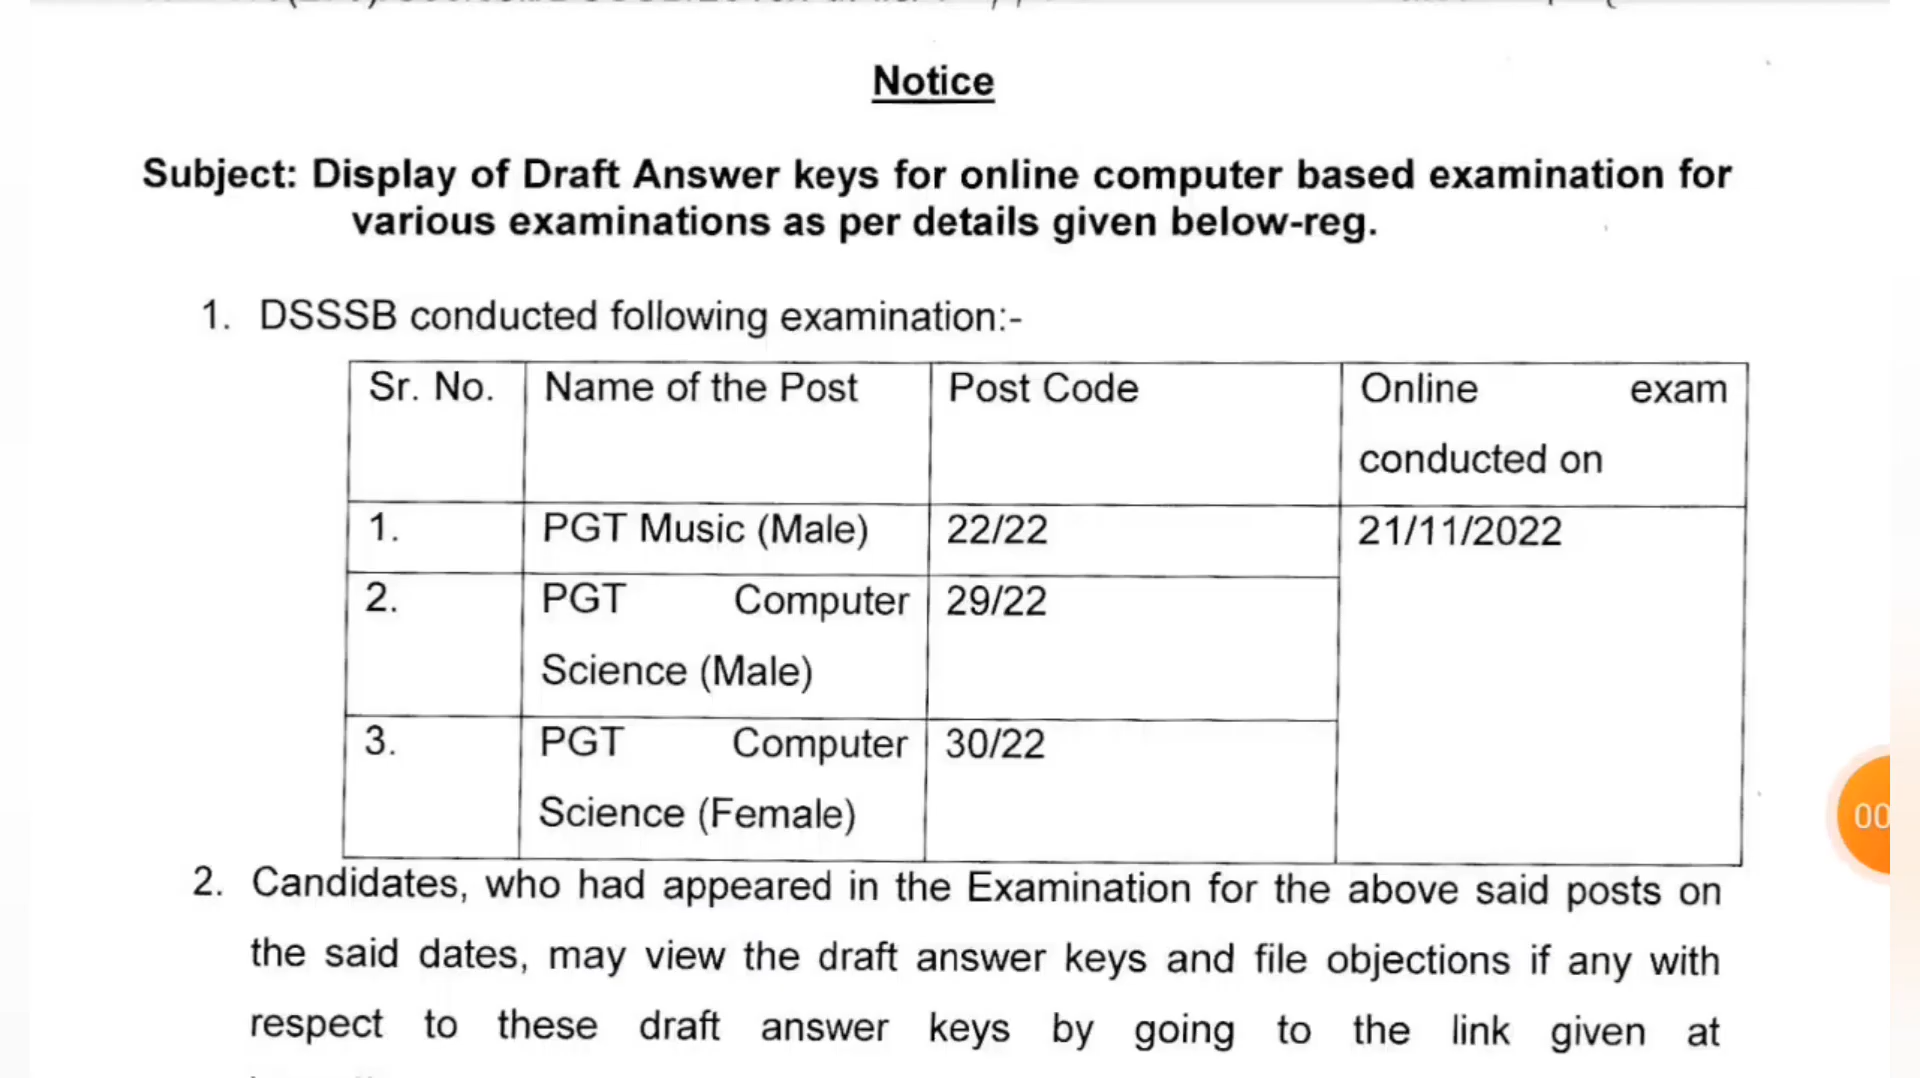 Notice
Subject: Display of Draft Answer keys for online computer based examination for
various examinations as per details given below-reg.
1. DSSSB conducted following examination:-
Sr. No. Name of the Post Post Code Online exam
conducted on
1. PGT Music (Male) 22/22 21/11/2022
2. PGT Computer 29/22
Science (Male)
3. PGT Computer 30/22
Science (Female)
00
2. Candidates, who had appeared in the Examination for the above said posts on
the said dates, may view the draft answer keys and file objections if any with
respect to these draft answer keys by going to the link given at